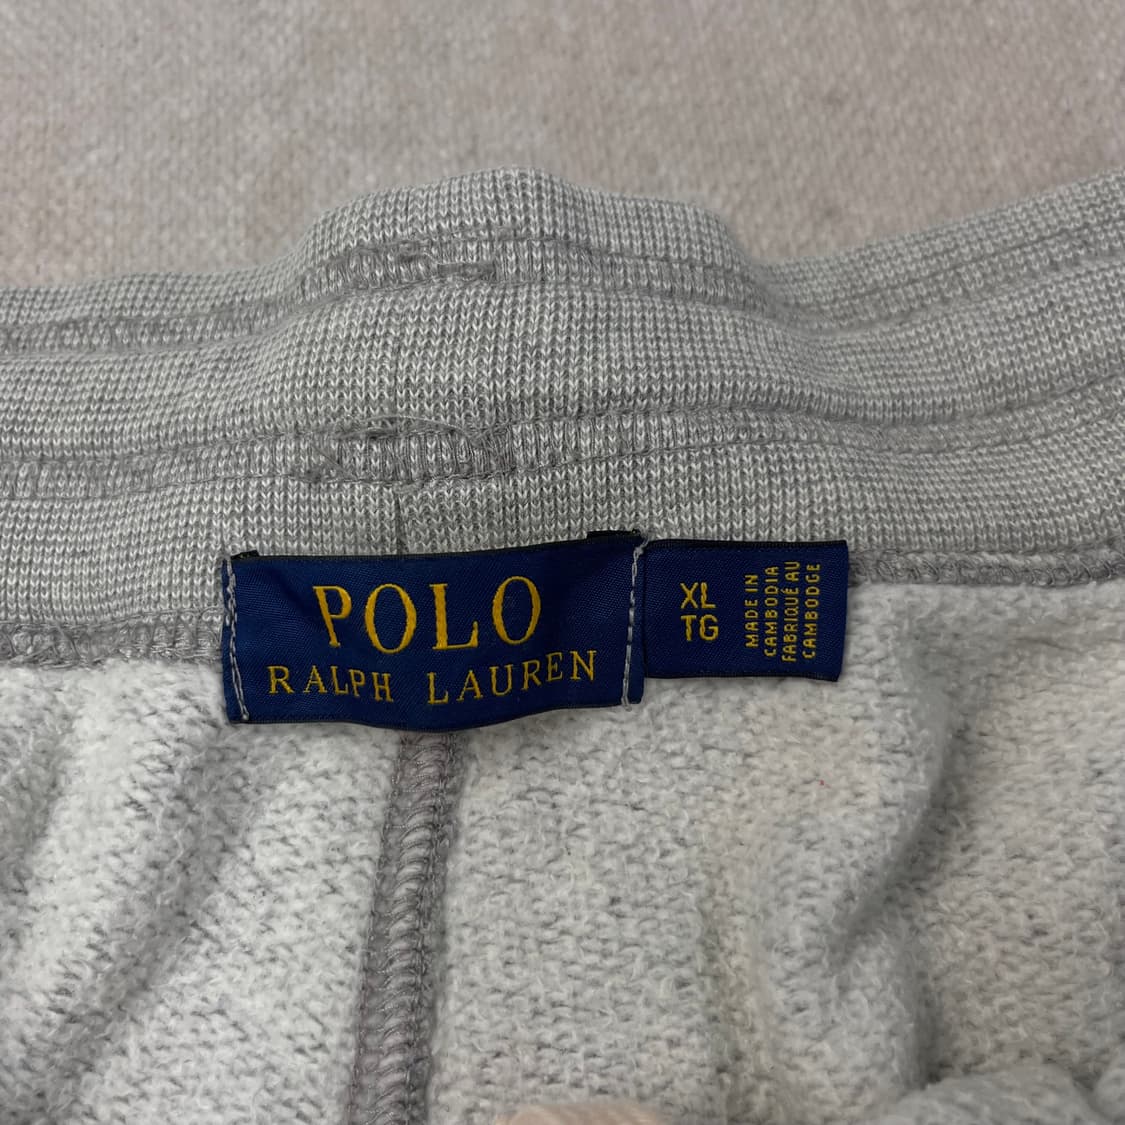 POLO
RALPH LAUREN
XL
TG
MADE IN
CAMBODIA
FABRIQUÉ AU
CAMBODGE